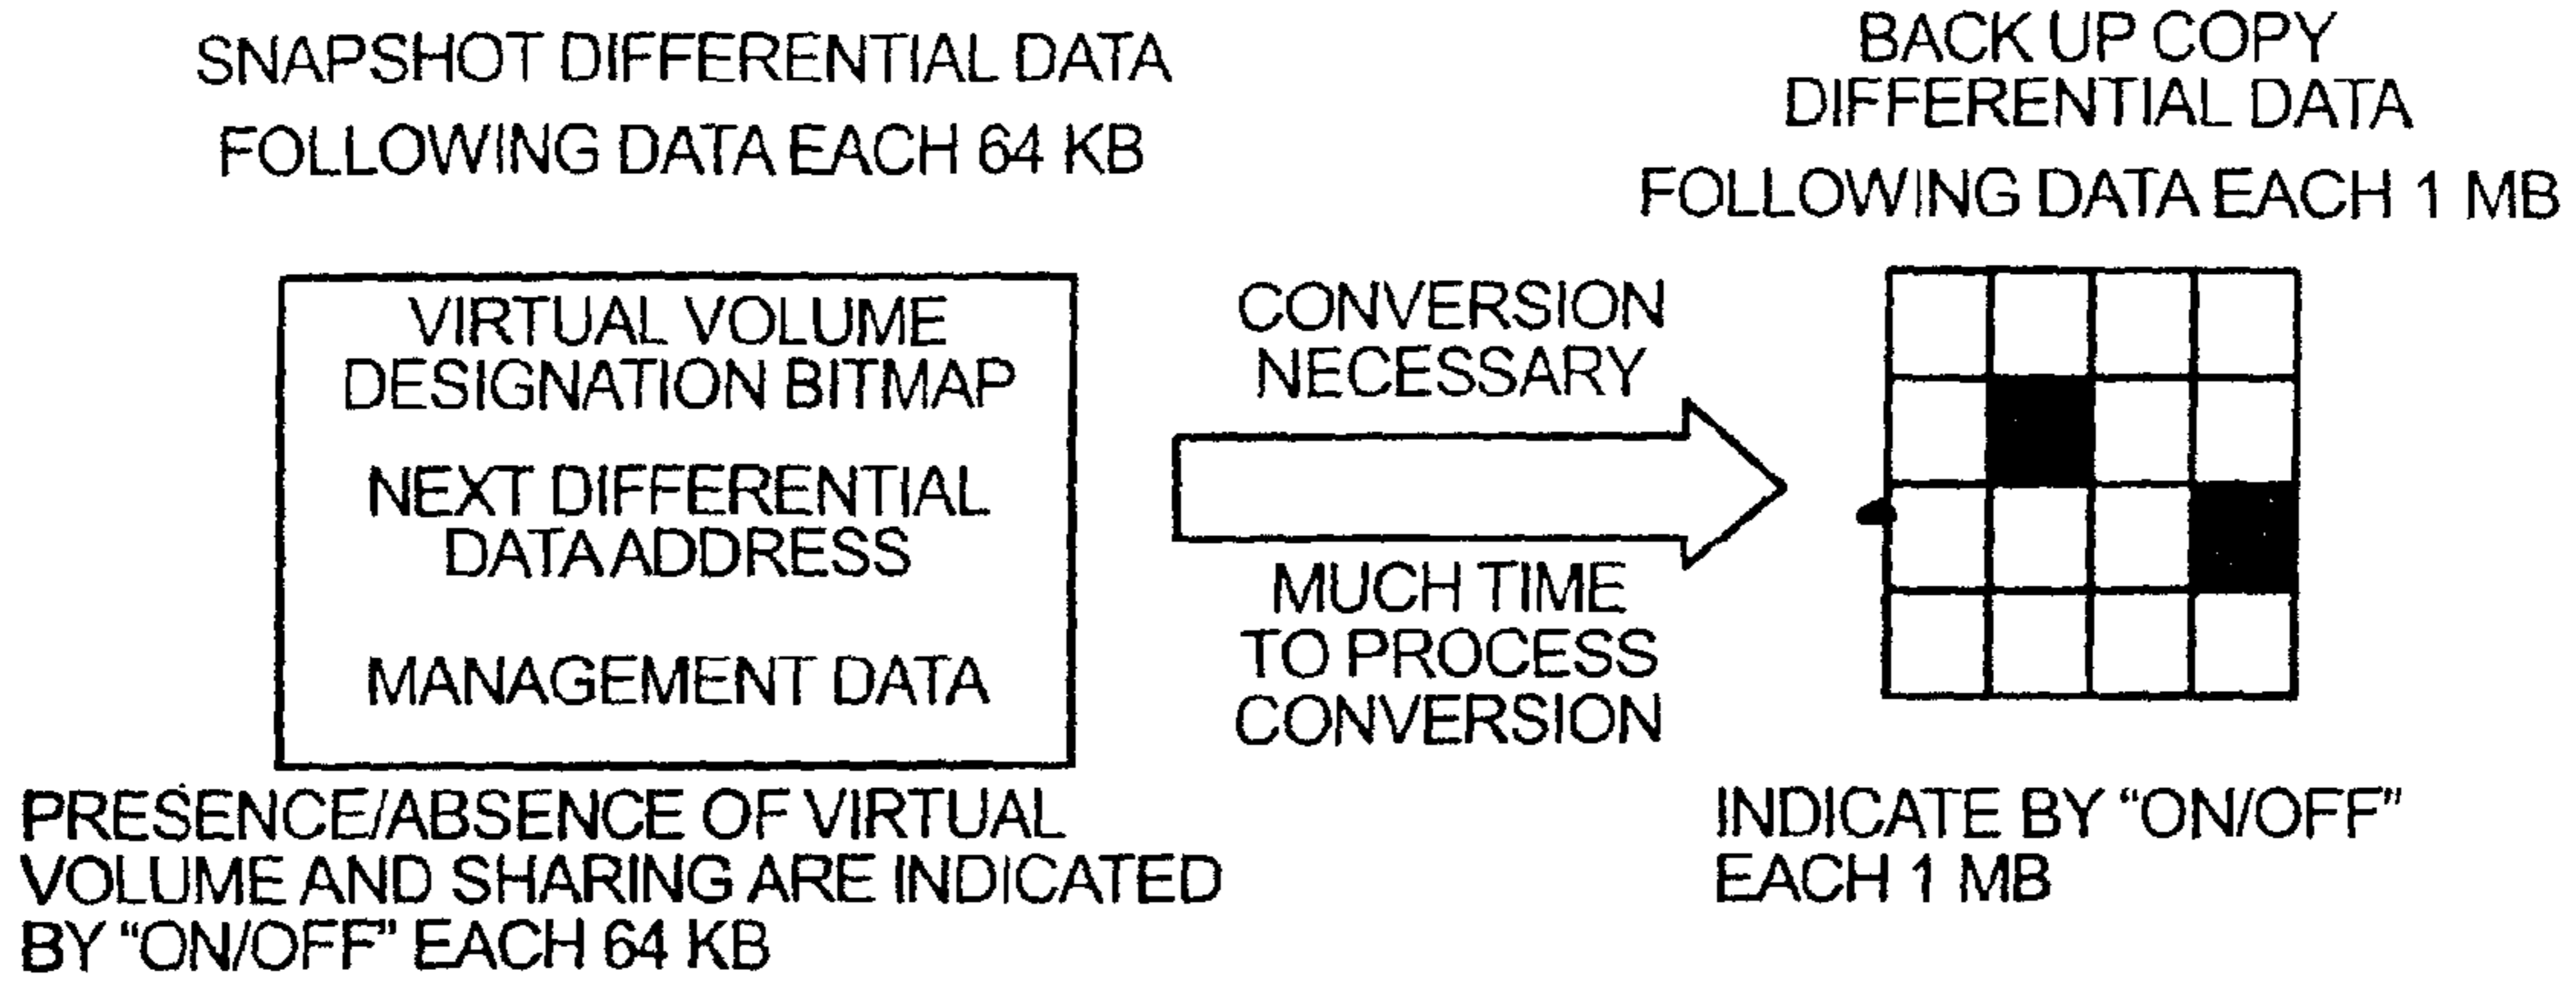 SNAPSHOT DIFFERENTIAL DATA
FOLLOWING DATA EACH 64 KB
VIRTUAL VOLUME
DESIGNATION BITMAP
NEXT DIFFERENTIAL
DATA ADDRESS
MANAGEMENT DATA
PRESENCE/ABSENCE OF VIRTUAL
VOLUME AND SHARING ARE INDICATED
BY “ON/OFF” EACH 64 KB
CONVERSION
NECESSARY
MUCH TIME
TO PROCESS
CONVERSION
BACK UP COPY
DIFFERENTIAL DATA
FOLLOWING DATA EACH 1 MB
INDICATE BY “ON/OFF”
EACH 1 MB